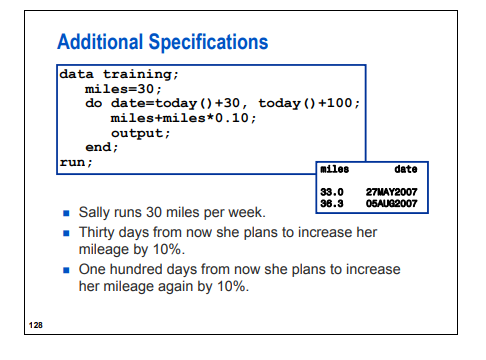 Additional Specifications
data training;
miles=30;
do date=today()+30, today()+100;
miles+miles*0.10;
output;
end;
run;
miles date
33.0 27MAY2007
36.3 05AUG2007
Sally runs 30 miles per week.
Thirty days from now she plans to increase her
mileage by 10%.
One hundred days from now she plans to increase
her mileage again by 10%.
128